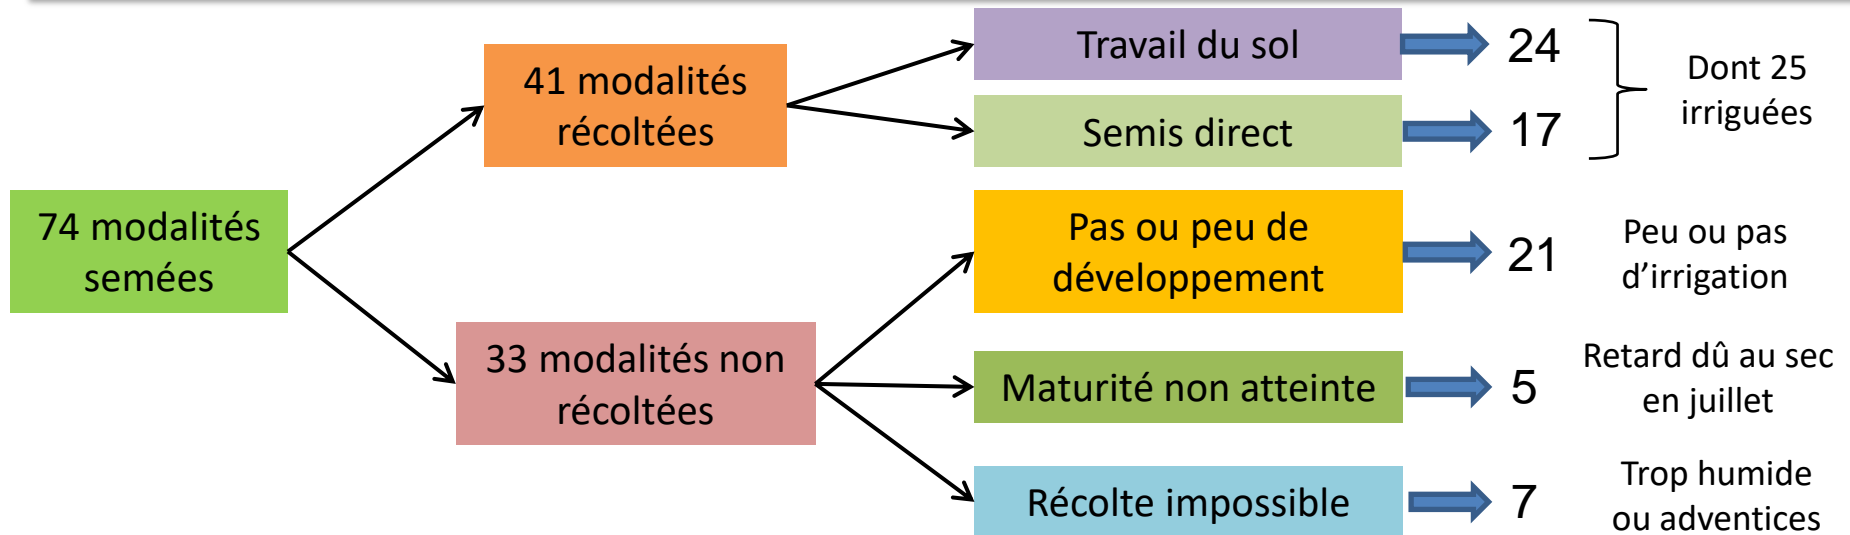 74 modalités
semées
41 modalités
récoltées
33 modalités non
récoltées
Travail du sol
24
Semis direct
17
Dont 25
irriguées
Pas ou peu de
développement
21
Peu ou pas
d’irrigation
Maturité non atteinte
5
Retard dû au sec
en juillet
Récolte impossible
7
Trop humide
ou adventices